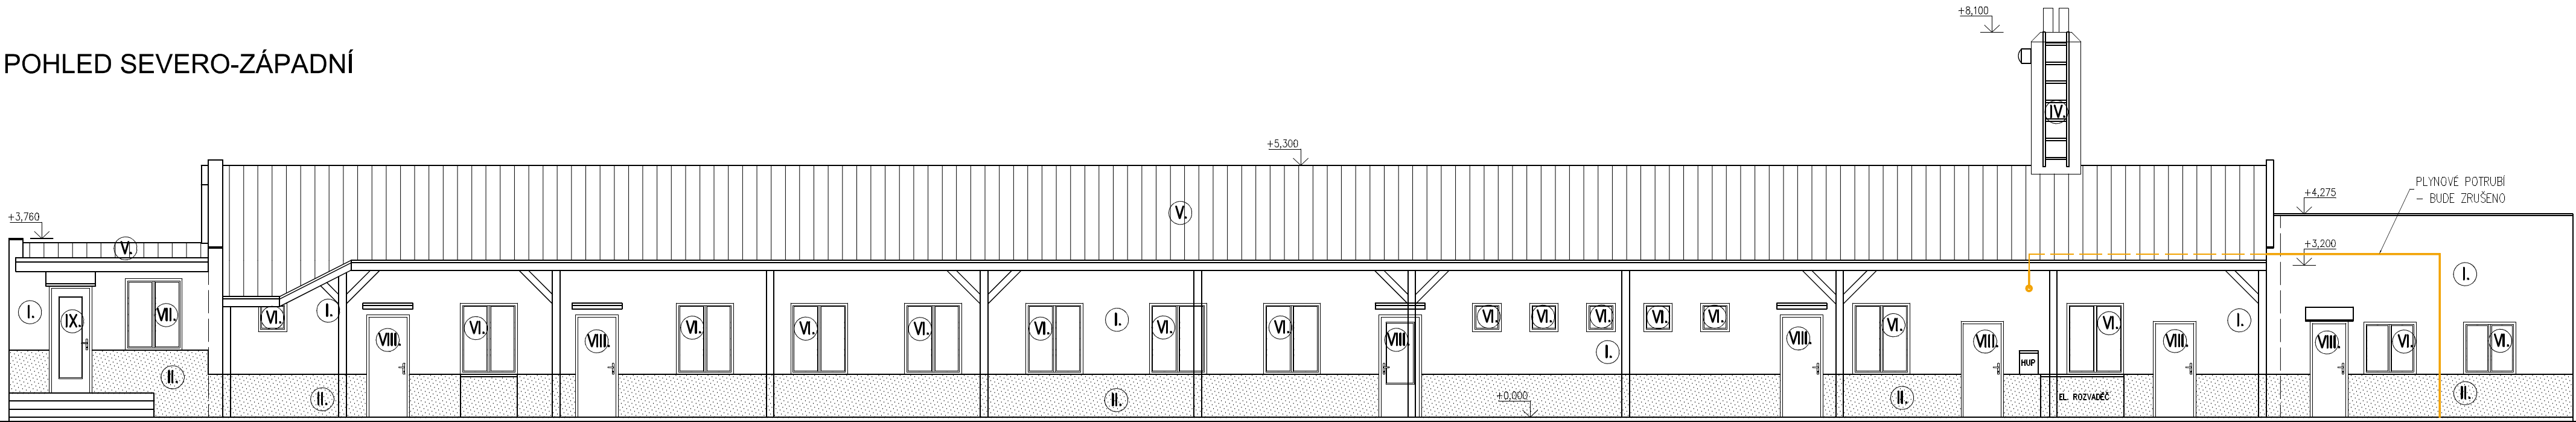 +8,100
POHLED SEVERO-ZÁPADNÍ
IV.
+5,300
PLYNOVÉ POTRUBÍ
- BUDE ZRUŠENO
+4,275
+3,760
V.
V.
+3,200
I.
I.
IX.
VII.
VI.
I.
VIII.
VI.
VIII.
VI.
VI.
VI.
VI.
I.
VI.
VI.
VIII.
VI.
VI.
VI.
VI.
VI.
I.
VIII.
VI.
VIII.
HUP
VI.
VIII.
I.
VIII.
VI.
VI.
II.
II.
II.
+0,000
II.
EL. ROZVADĚČ
II.